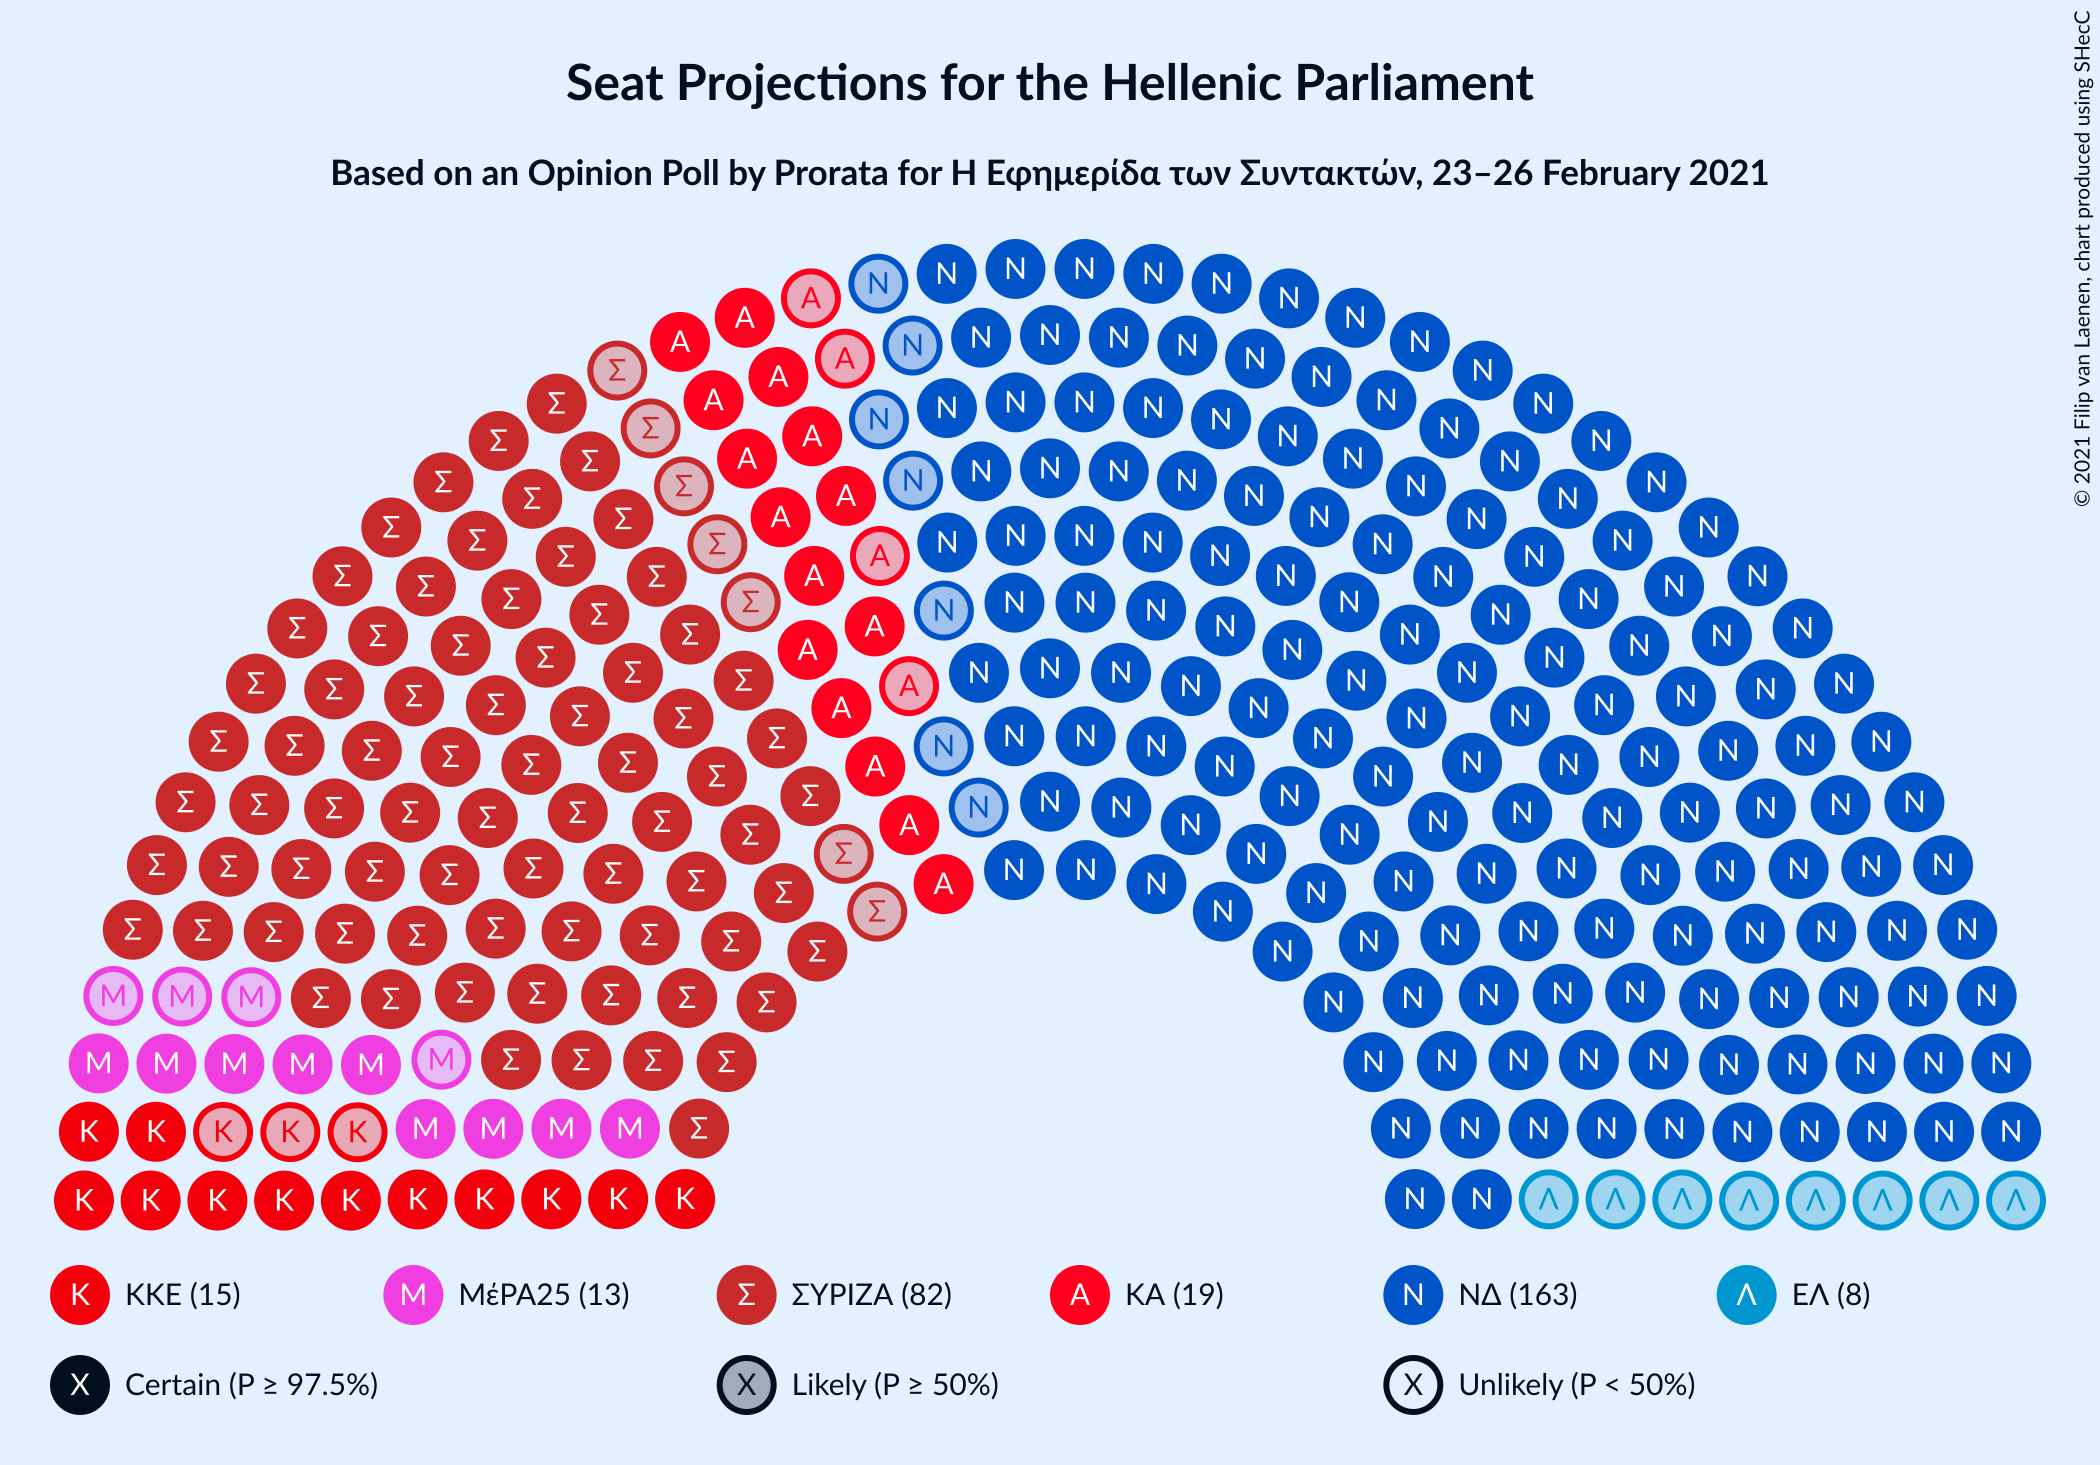 Seat Projections for the Hellenic Parliament
Based on an Opinion Poll by Prorata for Η Εφημερίδα των Συντακτών, 23–26 February 2021
© 2021 Filip van Laenen, chart produced using SHecC
Κ ΚΚΕ (15)
Μ ΜέΡΑ25 (13)
Σ ΣΥΡΙΖΑ (82)
Α ΚΑ (19)
Ν ΝΔ (163)
Λ ΕΛ (8)
X Certain (P ≥ 97.5%)
X Likely (P ≥ 50%)
X Unlikely (P < 50%)